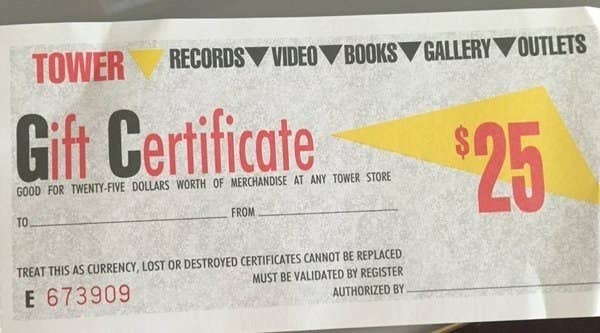 TOWER RECORDS VIDEO BOOKS GALLERY OUTLETS
Gift Certificate
$25
GOOD FOR TWENTY-FIVE DOLLARS WORTH OF MERCHANDISE AT ANY TOWER STORE
TO FROM
TREAT THIS AS CURRENCY, LOST OR DESTROYED CERTIFICATES CANNOT BE REPLACED
MUST BE VALIDATED BY REGISTER
E 673909
AUTHORIZED BY